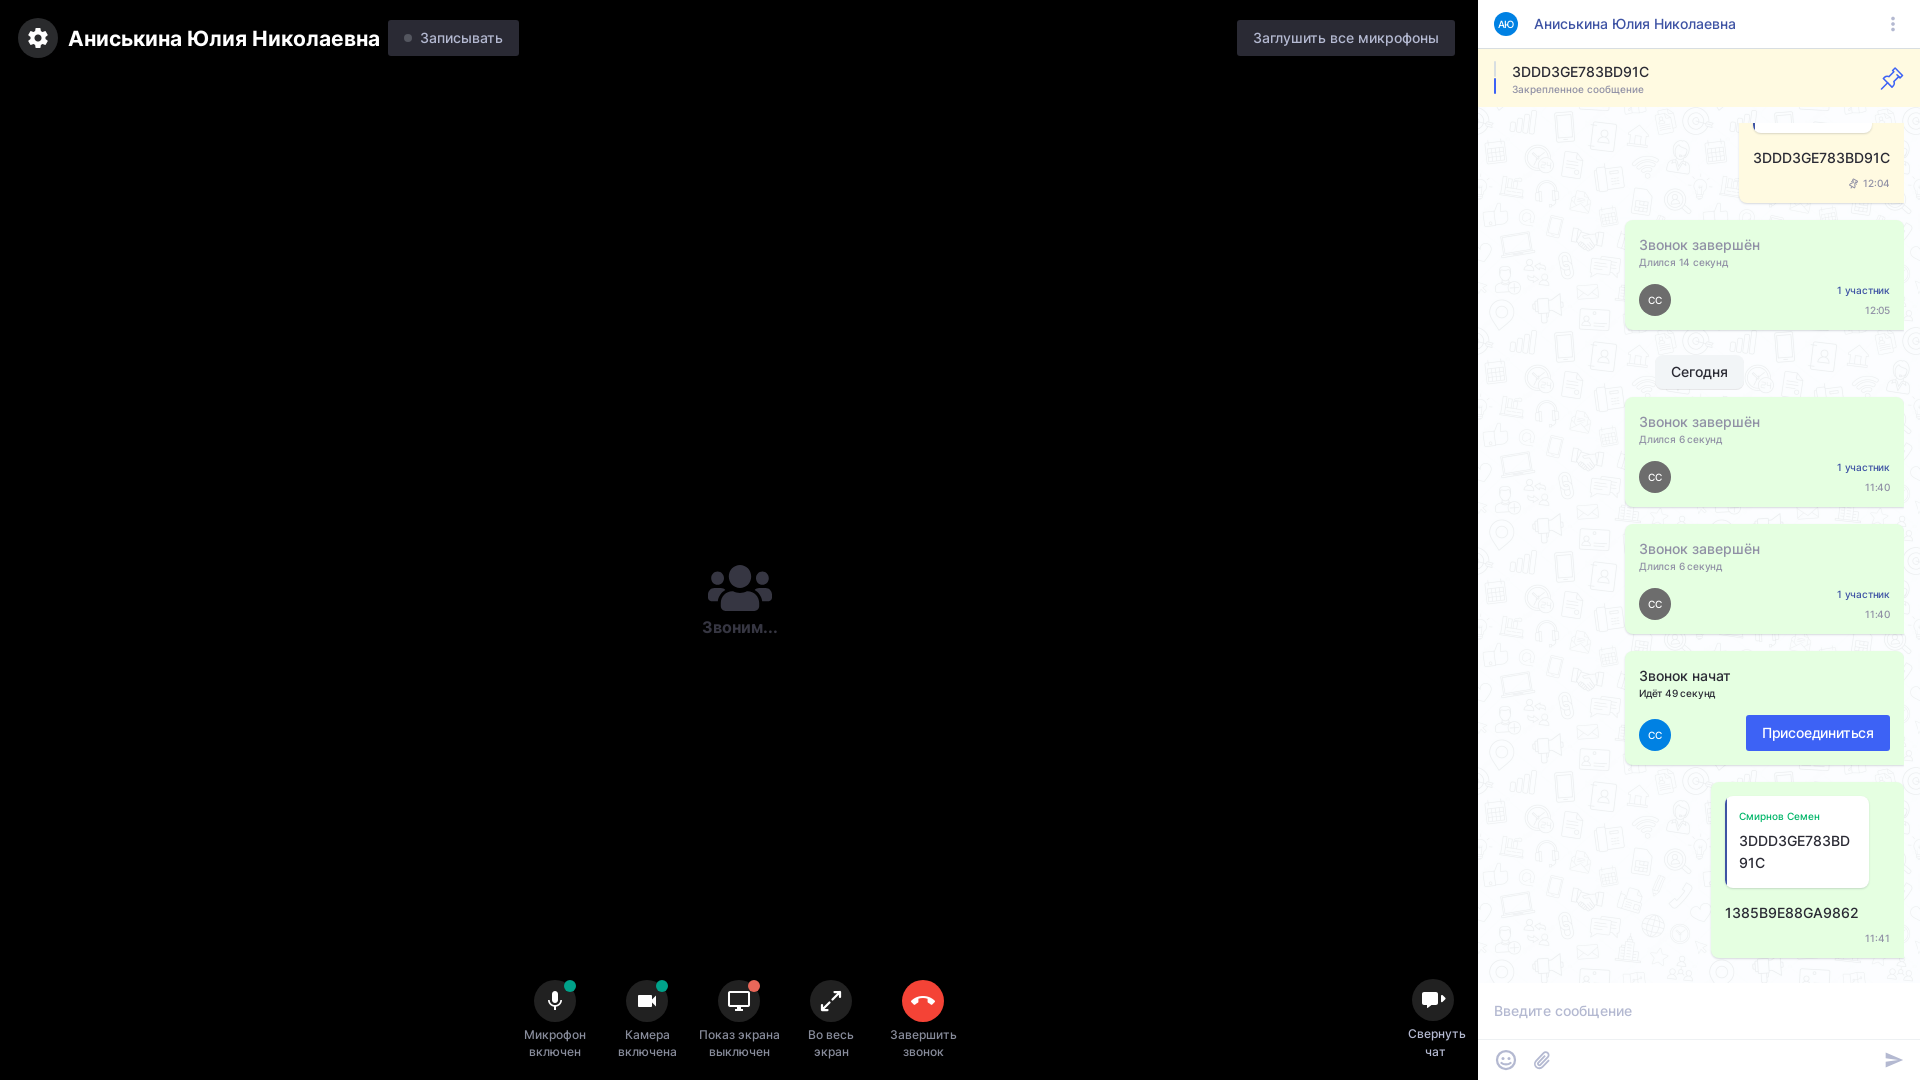 Аниськина Юлия Николаевна
Записывать
Заглушить все микрофоны
Звоним...
Микрофон
включен
Камера
включена
Показ экрана
выключен
Во весь
экран
Завершить
звонок
Свернуть
чат
АЮ
Аниськина Юлия Николаевна
3DDD3GE783BD91C
Закрепленное сообщение
3DDD3GE783BD91C
12:04
Звонок завершён
Длился 14 секунд
СС
1 участник
12:05
Сегодня
Звонок завершён
Длился 6 секунд
СС
1 участник
11:40
Звонок завершён
Длился 6 секунд
СС
1 участник
11:40
Звонок начат
Идёт 49 секунд
СС
Присоединиться
Смирнов Семен
3DDD3GE783BD
91C
1385B9E88GA9862
11:41
Введите сообщение